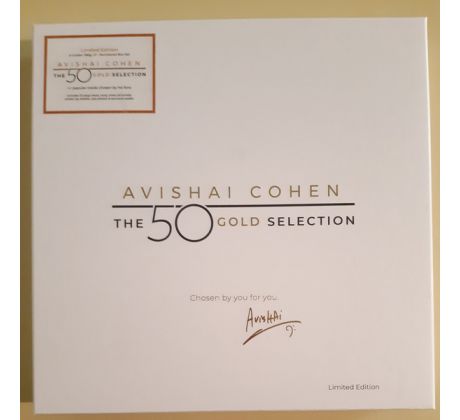 Limited Edition
AVISHAI COHEN
THE 50 GOLD SELECTION
AVISHAI COHEN
THE 50 GOLD SELECTION
Chosen by you for you.
Avishai
Limited Edition